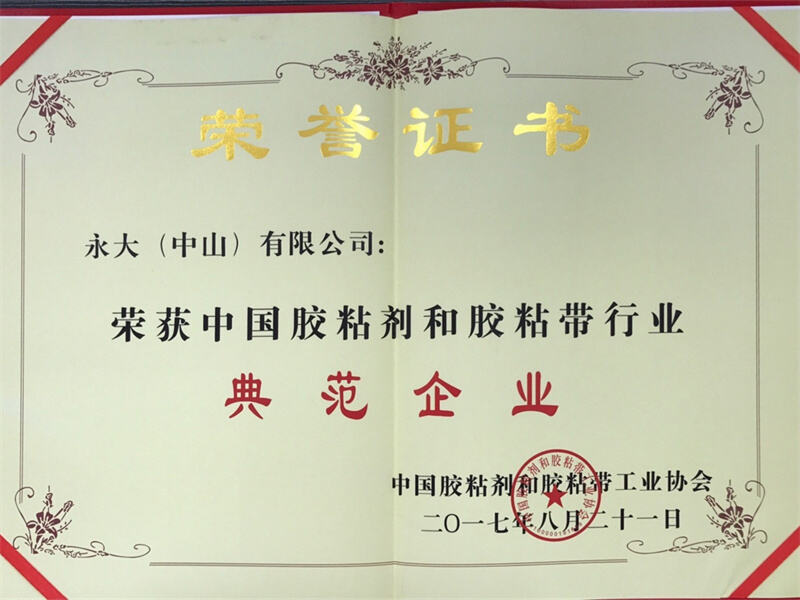 荣誉证书
永大（中山）有限公司：
荣获中国胶粘剂和胶粘带行业
典范企业
中国胶粘剂和胶粘带工业协会
二〇一七年八月二十一日